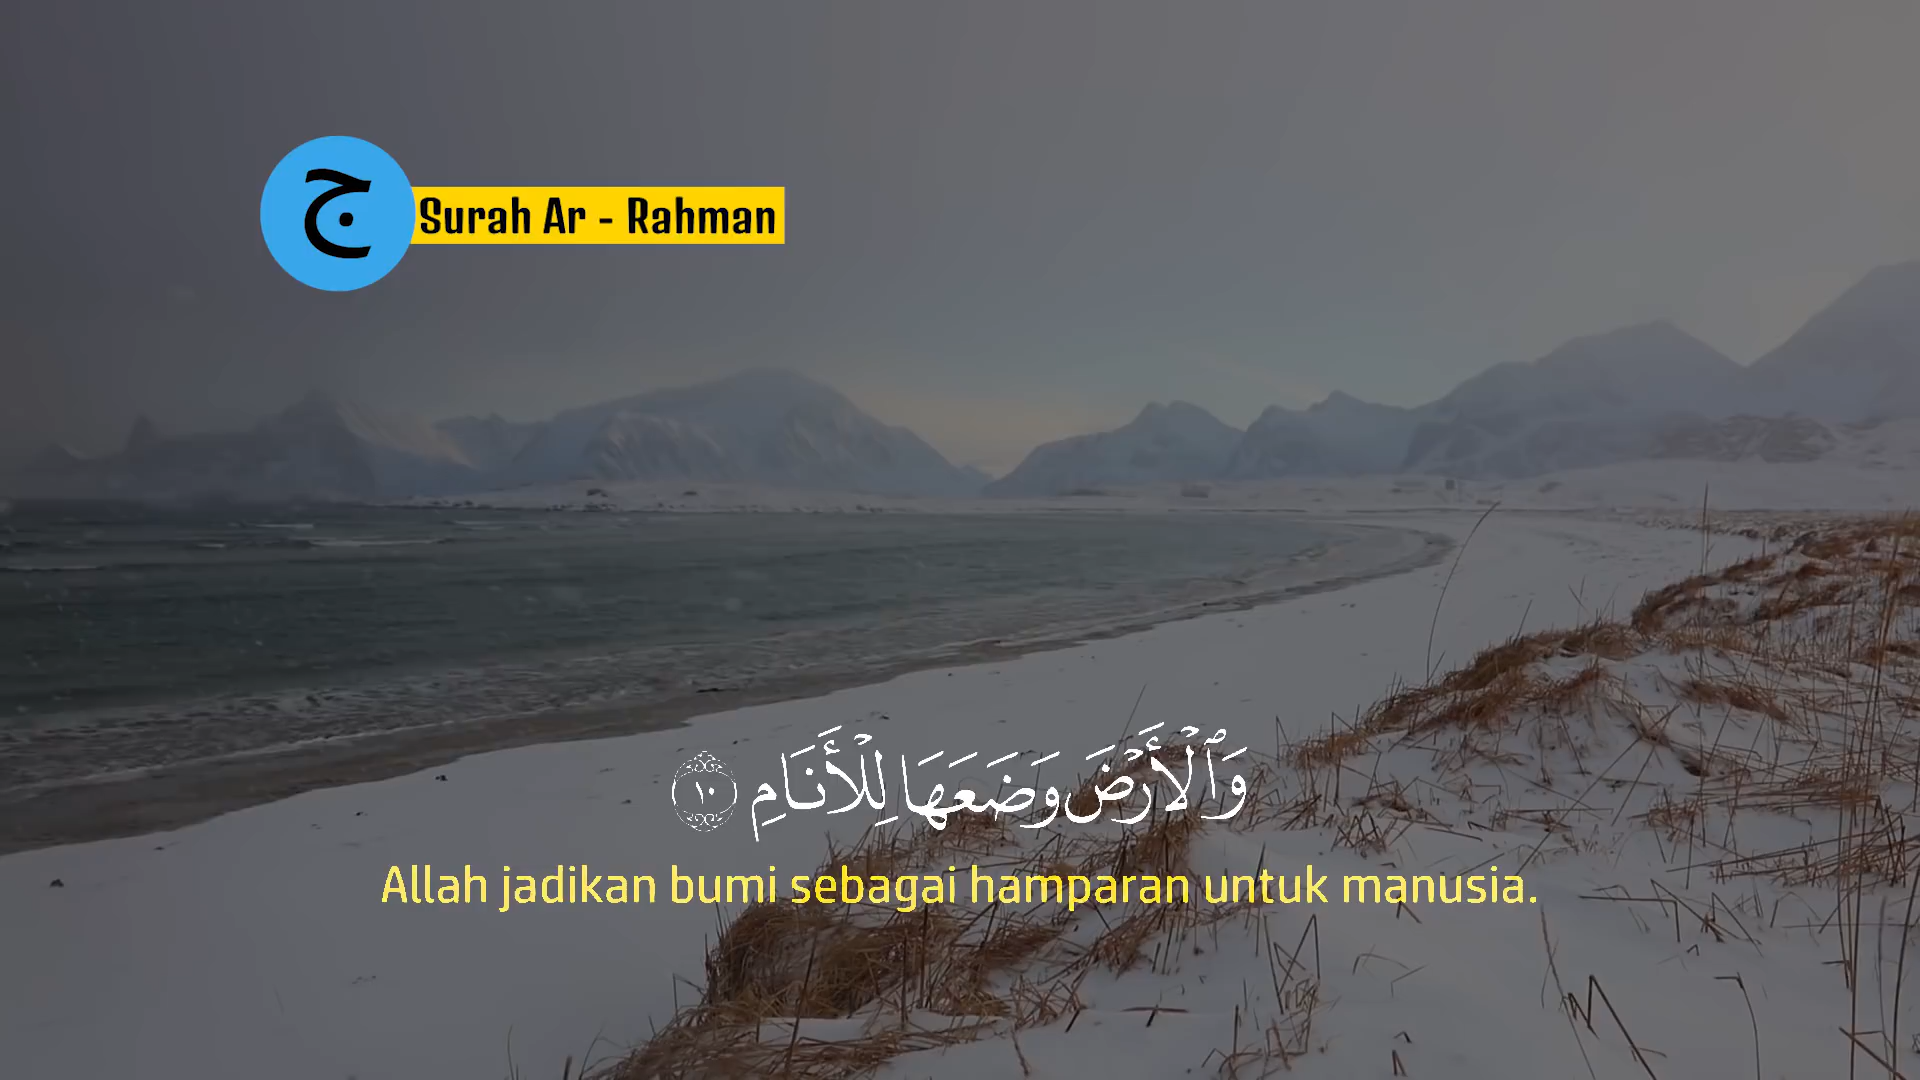 ج
Surah Ar - Rahman
وَٱلْأَرْضَ وَضَعَهَا لِلْأَنَامِ ١٠
Allah jadikan bumi sebagai hamparan untuk manusia.